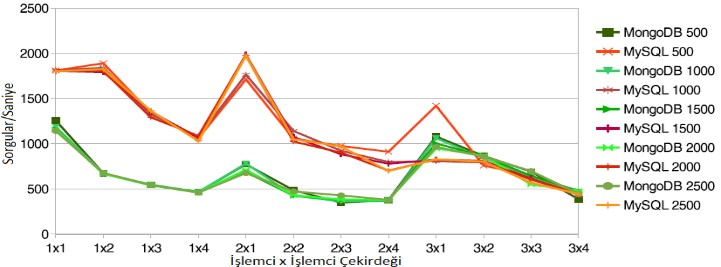 2500
2000
1500
1000
500
0
Sorgular/Saniye
1x1 1x2 1x3 1x4 2x1 2x2 2x3 2x4 3x1 3x2 3x3 3x4
İşlemci x İşlemci Çekirdeği
MongoDB 500
MySQL 500
MongoDB 1000
MySQL 1000
MongoDB 1500
MySQL 1500
MongoDB 2000
MySQL 2000
MongoDB 2500
MySQL 2500